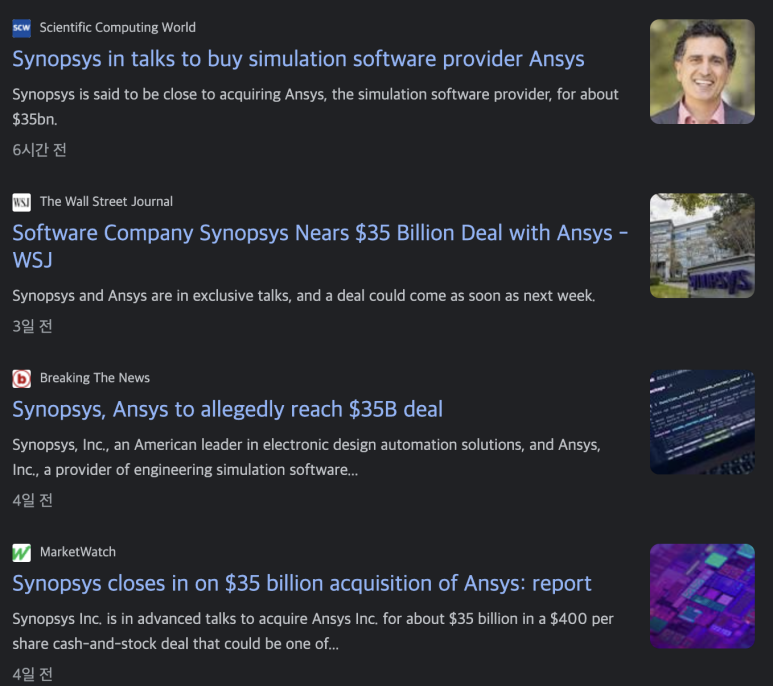 SCW Scientific Computing World
Synopsys in talks to buy simulation software provider Ansys
Synopsys is said to be close to acquiring Ansys, the simulation software provider, for about
$35bn.
6시간 전
WSJ The Wall Street Journal
Software Company Synopsys Nears $35 Billion Deal with Ansys -
WSJ
Synopsys and Ansys are in exclusive talks, and a deal could come as soon as next week.
synopsys
3일 전
b Breaking The News
Synopsys, Ansys to allegedly reach $35B deal
Synopsys, Inc., an American leader in electronic design automation solutions, and Ansys,
Inc., a provider of engineering simulation software...
4일 전
MarketWatch
Synopsys closes in on $35 billion acquisition of Ansys: report
Synopsys Inc. is in advanced talks to acquire Ansys Inc. for about $35 billion in a $400 per
share cash-and-stock deal that could be one of...
4일 전